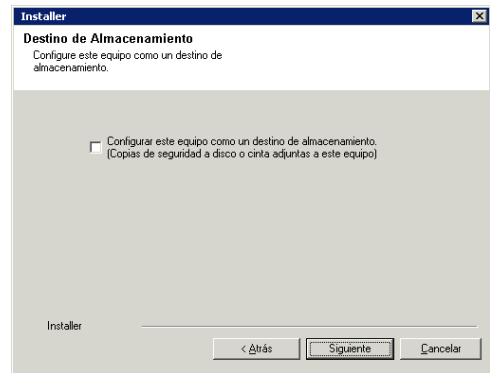 Installer
Destino de Almacenamiento
Configure este equipo como un destino de
almacenamiento.
Configurar este equipo como un destino de almacenamiento.
(Copias de seguridad a disco o cinta adjuntas a este equipo)
Installer
< Atrás
Siguiente
Cancelar